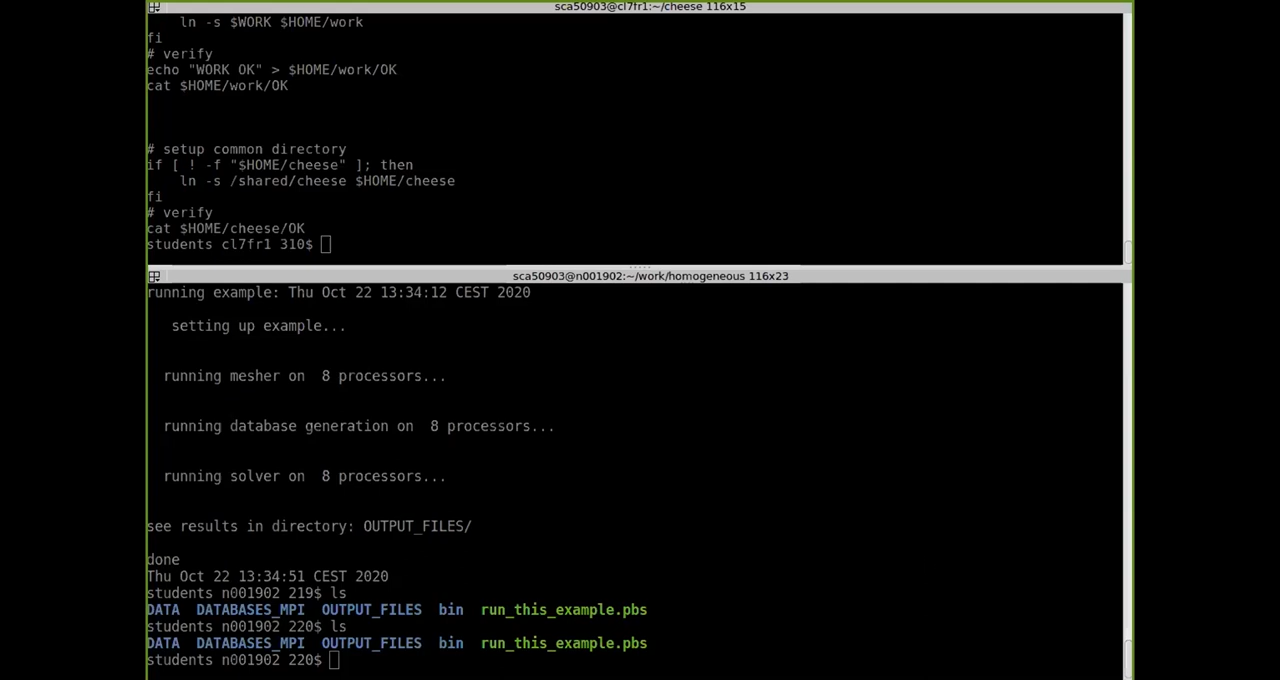 sca50903@cl7fr1:~/cheese 116x15
ln -s $WORK $HOME/work
fi
# verify
echo "WORK OK" > $HOME/work/OK
cat $HOME/work/OK
# setup common directory
if [ ! -f "$HOME/cheese" ]; then
ln -s /shared/cheese $HOME/cheese
fi
# verify
cat $HOME/cheese/OK
students cl7fr1 310$
sca50903@n001902:~/work/homogeneous 116x23
running example: Thu Oct 22 13:34:12 CEST 2020
setting up example...
running mesher on  8 processors...
running database generation on  8 processors...
running solver on  8 processors...
see results in directory: OUTPUT_FILES/
done
Thu Oct 22 13:34:51 CEST 2020
students n001902 219$ ls
DATA  DATABASES_MPI  OUTPUT_FILES  bin  run_this_example.pbs
students n001902 220$ ls
DATA  DATABASES_MPI  OUTPUT_FILES  bin  run_this_example.pbs
students n001902 220$